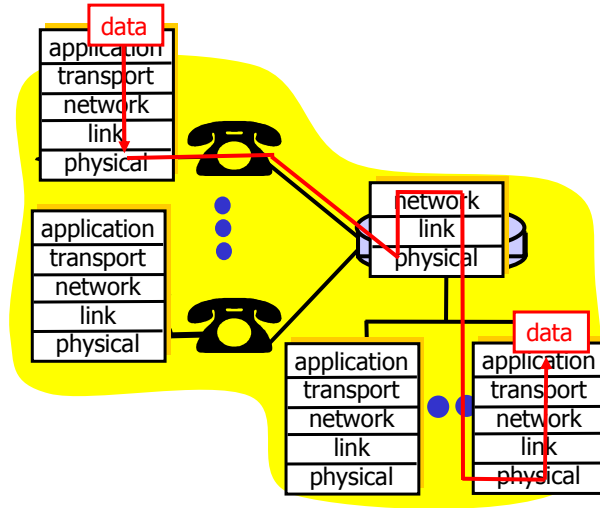 data
application
transport
network
link
physical
application
transport
network
link
physical
network
link
physical
application
transport
network
link
physical
data
application
transport
network
link
physical